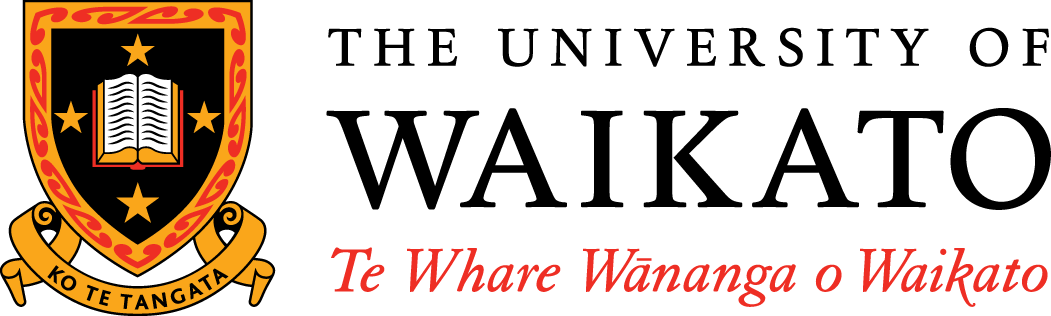 THE UNIVERSITY OF
WAIKATO
Te Whare Wānanga o Waikato
KO TE TANGATA